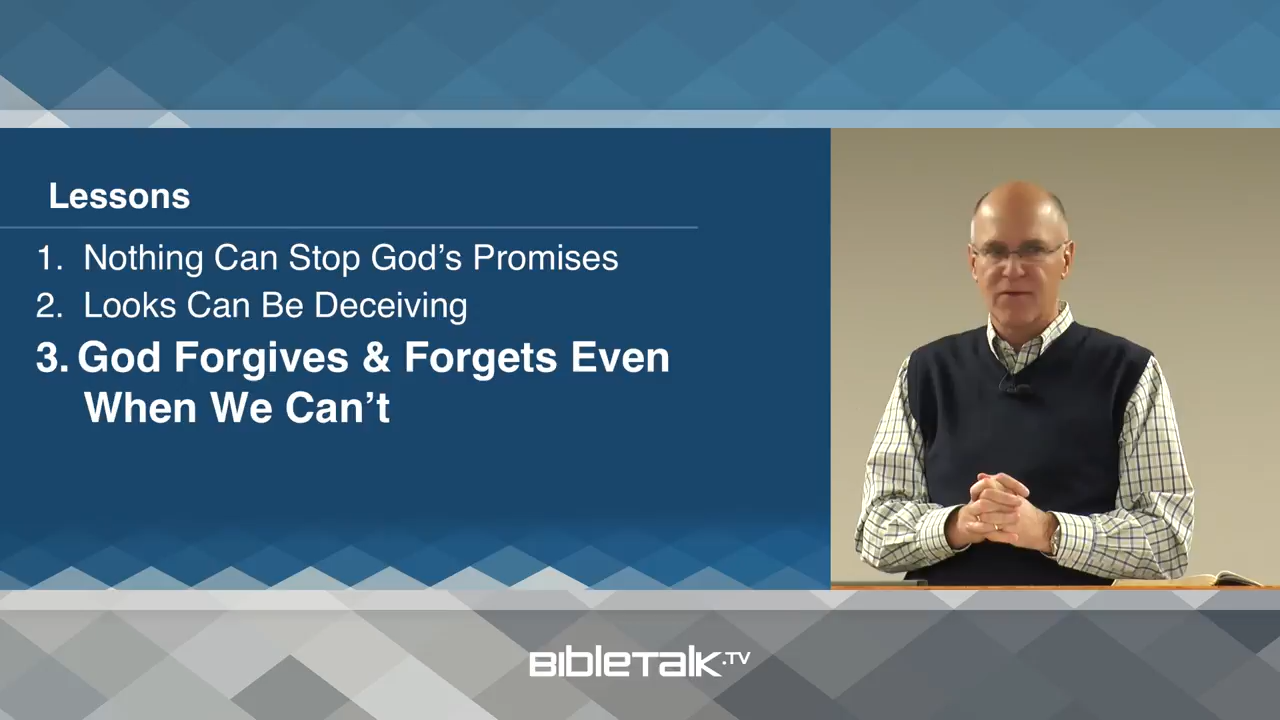 Lessons
1. Nothing Can Stop God’s Promises
2. Looks Can Be Deceiving
3. God Forgives & Forgets Even
When We Can’t
BIBLETALK.TV